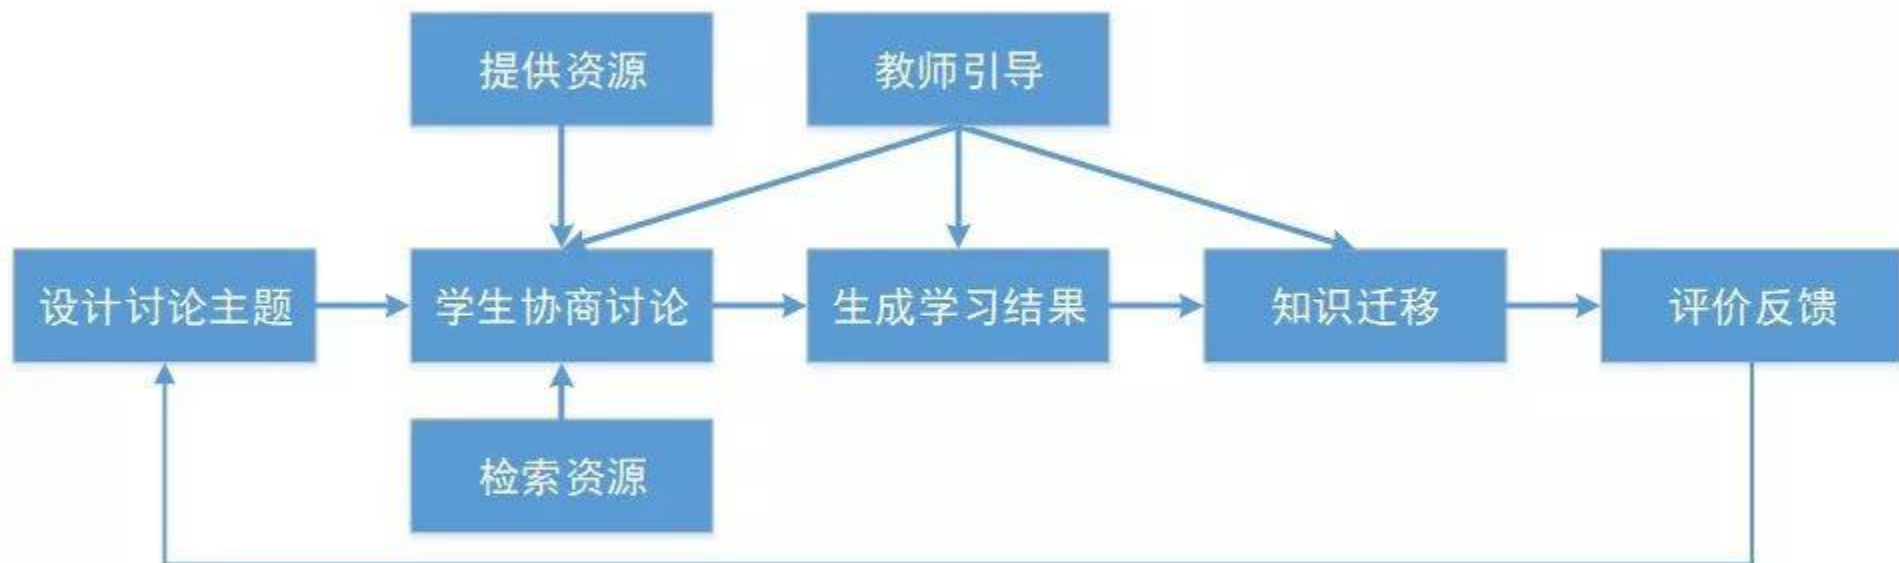 提供资源
教师引导
设计讨论主题
学生协商讨论
生成学习结果
知识迁移
评价反馈
检索资源